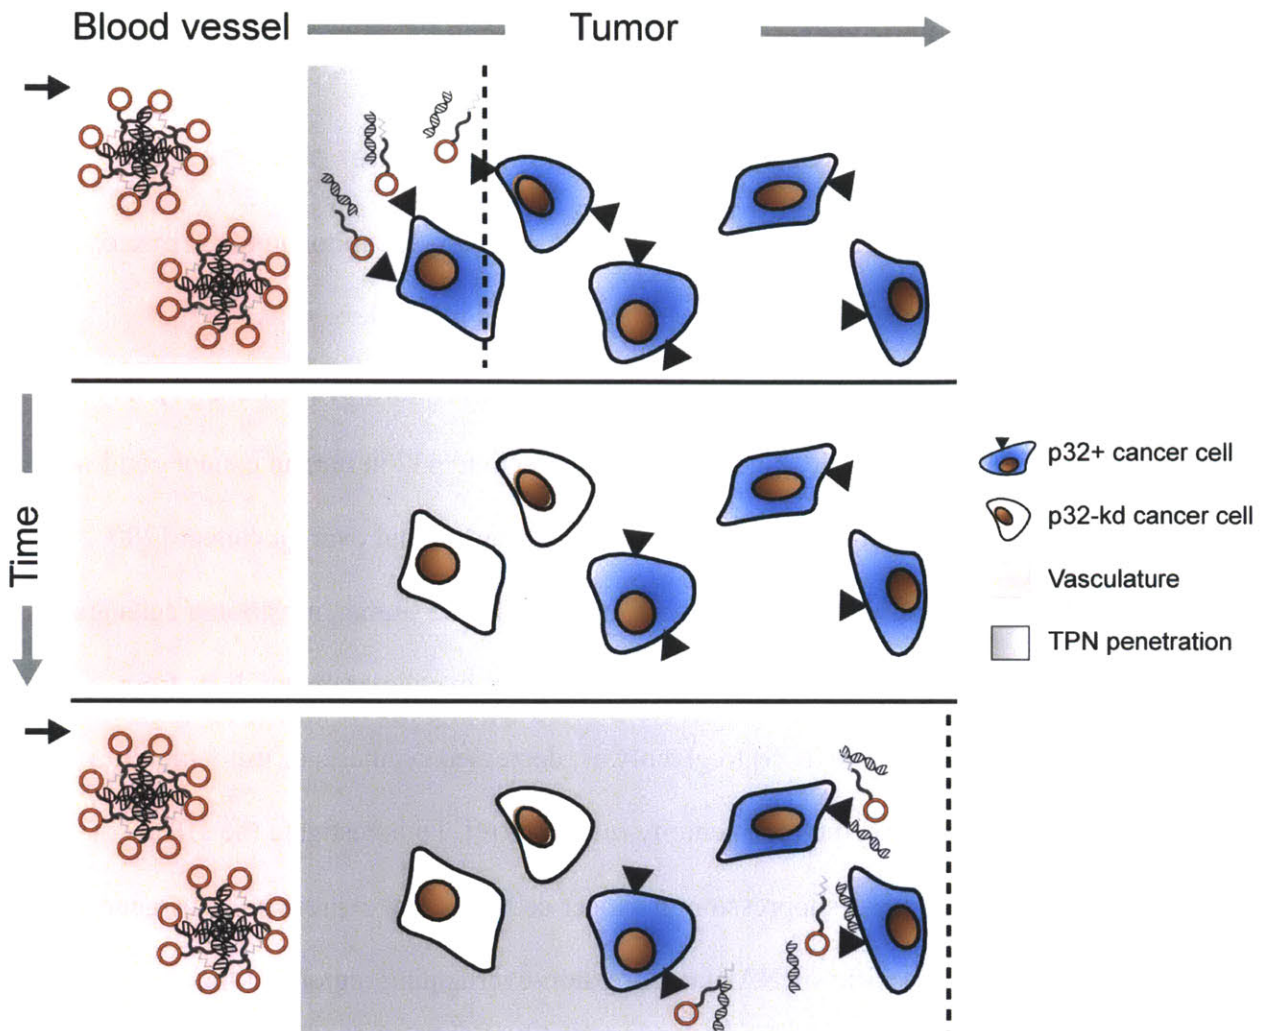 Blood vessel
Tumor
Time
p32+ cancer cell
p32-kd cancer cell
Vasculature
TPN penetration